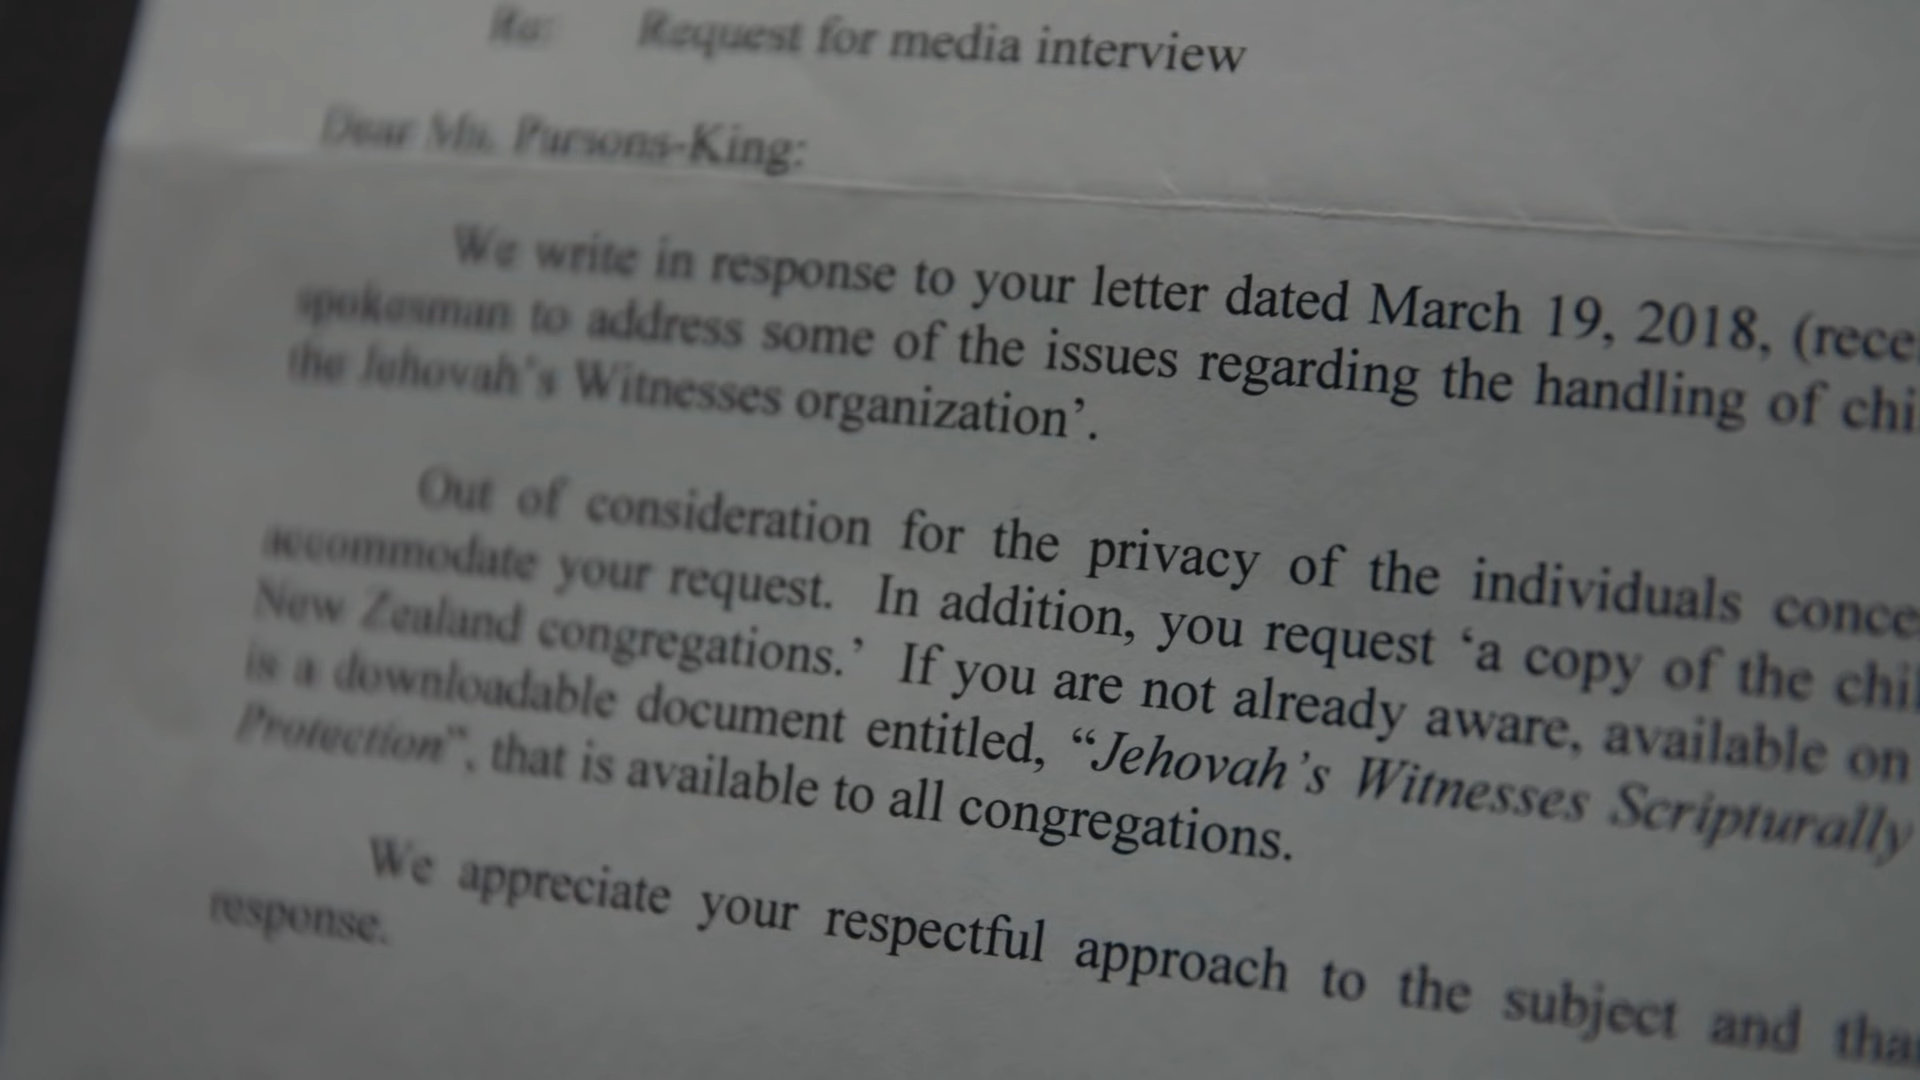 Re: Request for media interview
Dear Ms. Parsons-King:
We write in response to your letter dated March 19, 2018, (rece
spokesman to address some of the issues regarding the handling of chi
the Jehovah's Witnesses organization’.
Out of consideration for the privacy of the individuals conce
accommodate your request. In addition, you request ‘a copy of the chil
New Zealand congregations.’ If you are not already aware, available on
is a downloadable document entitled, “Jehovah’s Witnesses Scripturally
Protection”, that is available to all congregations.
We appreciate your respectful approach to the subject and than
response.